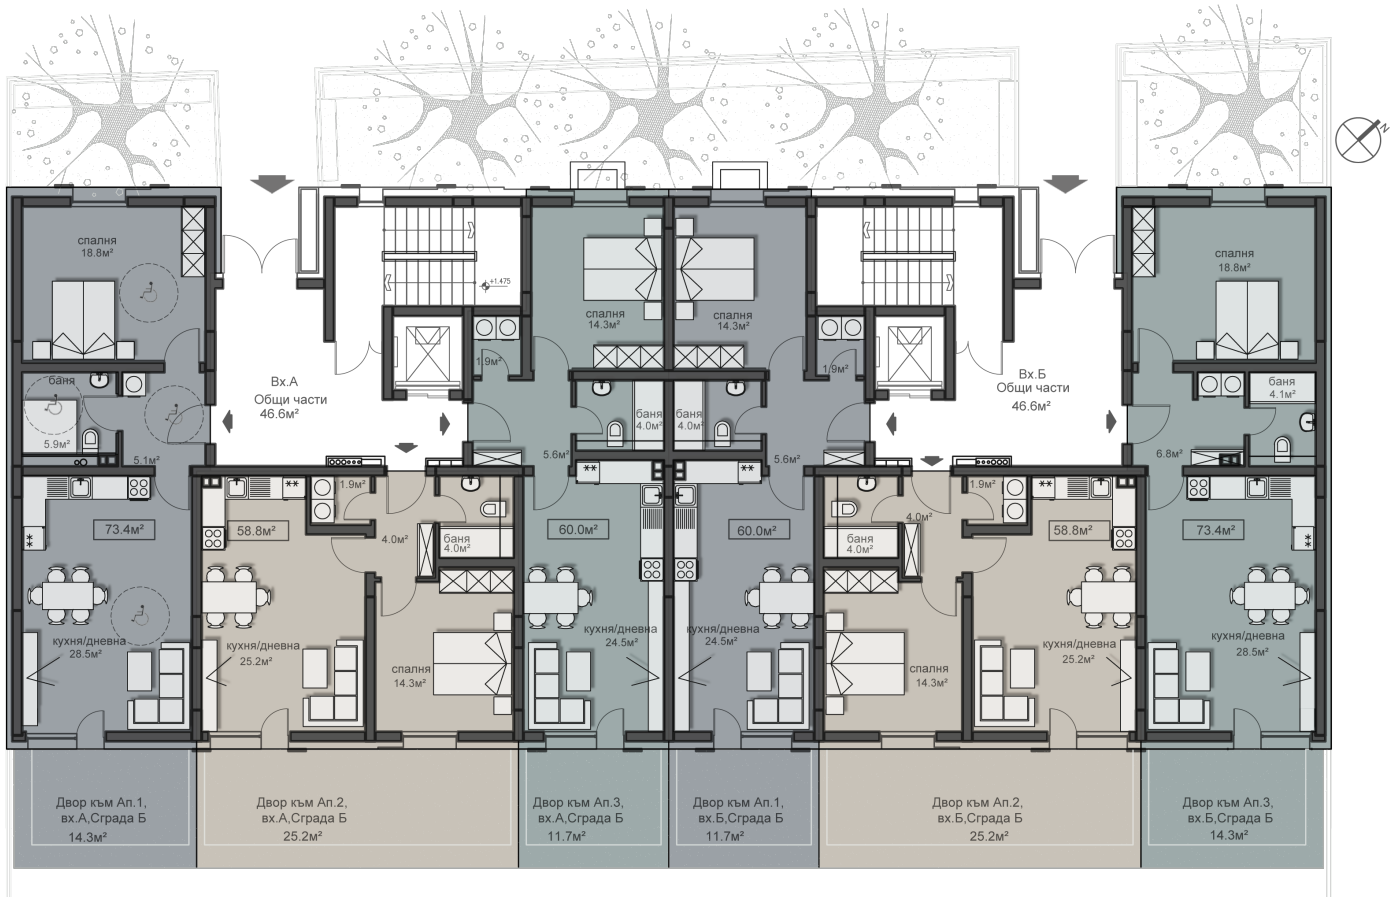 N
спалня
18.8м²
+1.475
спалня
14.3м²
спалня
14.3м²
спалня
18.8м²
1.9м²
1.9м²
Вх.А
Общи части
46.6м²
Вх.Б
Общи части
46.6м²
баня
5.9м²
5.1м²
баня
4.0м²
баня
4.0м²
баня
4.1м²
5.6м²
5.6м²
6.8м²
73.4м²
58.8м²
1.9м²
4.0м²
баня
4.0м²
60.0м²
60.0м²
баня
4.0м²
4.0м²
1.9м²
58.8м²
73.4м²
кухня/дневна
28.5м²
кухня/дневна
25.2м²
спалня
14.3м²
кухня/дневна
24.5м²
кухня/дневна
24.5м²
спалня
14.3м²
кухня/дневна
25.2м²
кухня/дневна
28.5м²
Двор към Ап.1,
вх.А,Сграда Б
14.3м²
Двор към Ап.2,
вх.А,Сграда Б
25.2м²
Двор към Ап.3,
вх.А,Сграда Б
11.7м²
Двор към Ап.1,
вх.Б,Сграда Б
11.7м²
Двор към Ап.2,
вх.Б,Сграда Б
25.2м²
Двор към Ап.3,
вх.Б,Сграда Б
14.3м²